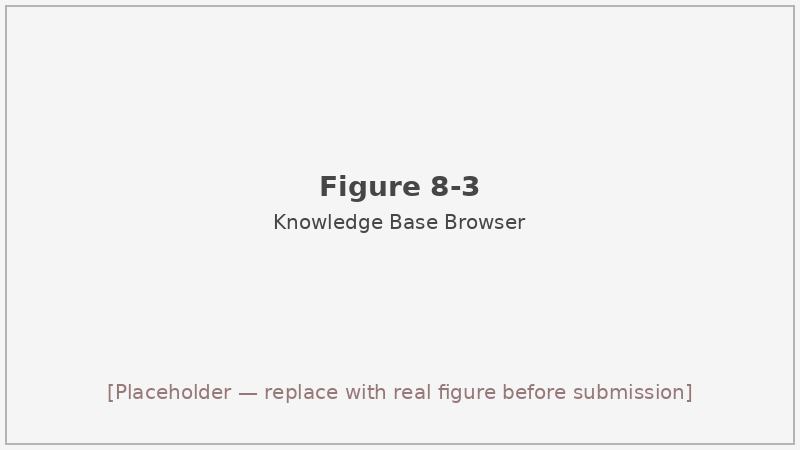 Figure 8-3
Knowledge Base Browser
[Placeholder — replace with real figure before submission]